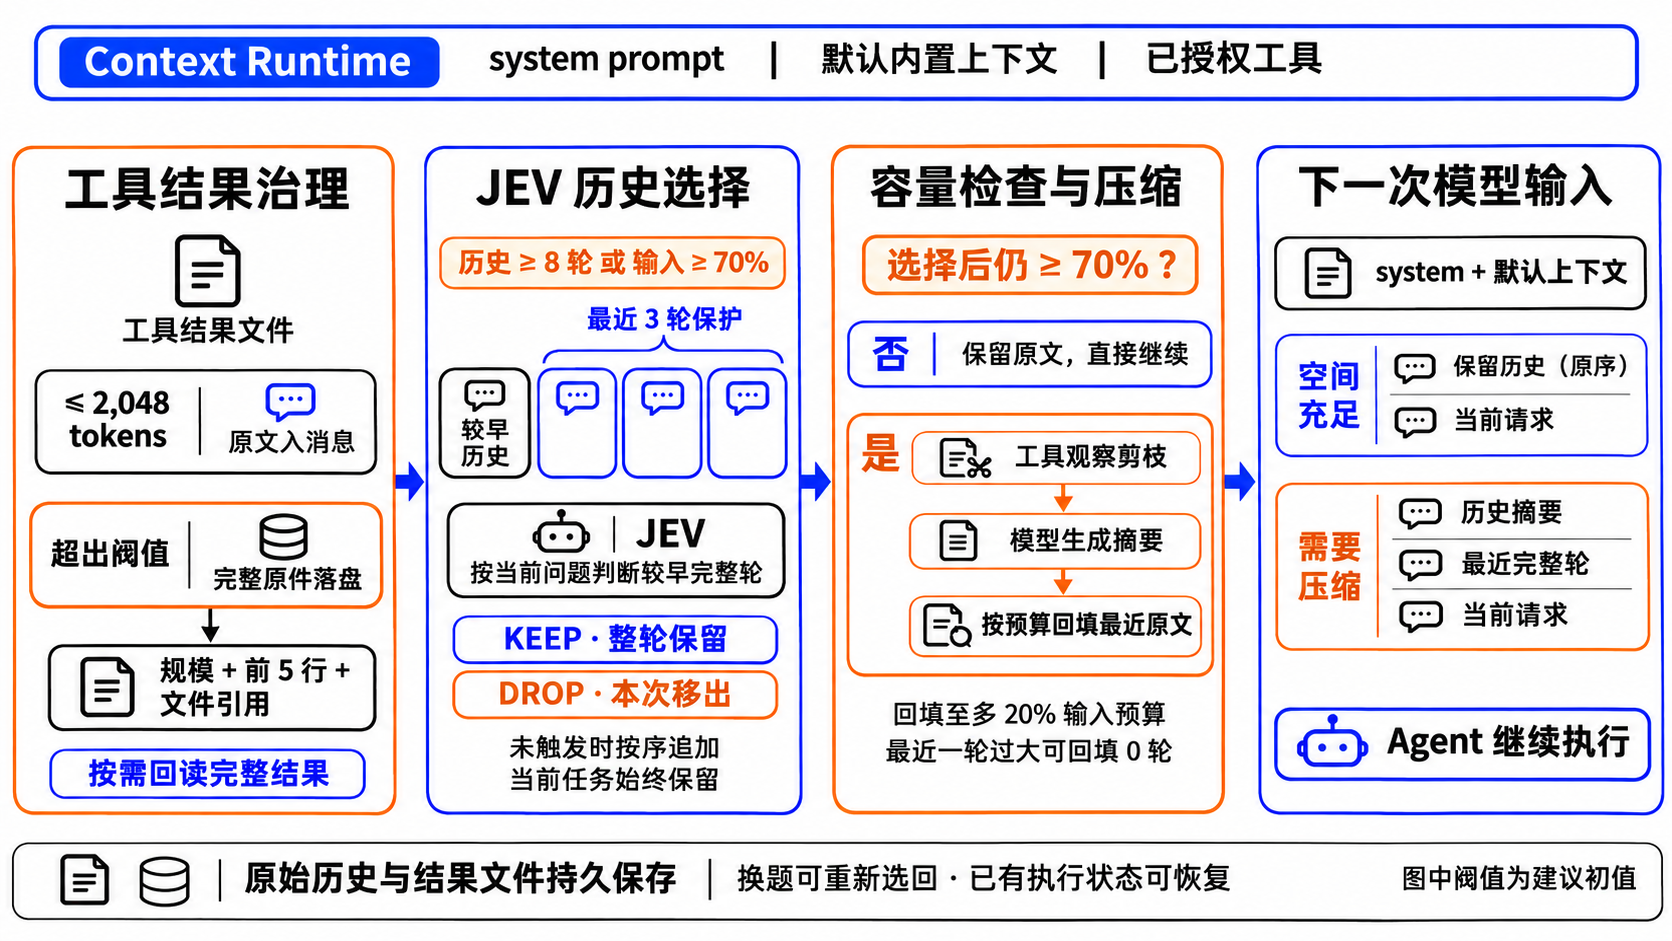 Context Runtime
system prompt | 默认内置上下文 | 已授权工具
工具结果治理
工具结果文件
≤ 2,048
tokens
原文入消息
超出阀值
完整原件落盘
规模 + 前 5 行 +
文件引用
按需回读完整结果
JEV 历史选择
历史 ≥ 8 轮 或 输入 ≥ 70%
最近 3 轮保护
较早
历史
JEV
按当前问题判断较早完整轮
KEEP · 整轮保留
DROP · 本次移出
未触发时按序追加
当前任务始终保留
容量检查与压缩
选择后仍 ≥ 70% ?
否
保留原文，直接继续
是
工具观察剪枝
模型生成摘要
按预算回填最近原文
回填至多 20% 输入预算
最近一轮过大可回填 0 轮
下一次模型输入
system + 默认上下文
空间
充足
保留历史（原序）
当前请求
需要
压缩
历史摘要
最近完整轮
当前请求
Agent 继续执行
原始历史与结果文件持久保存 | 换题可重新选回 · 已有执行状态可恢复
图中阀值为建议初值